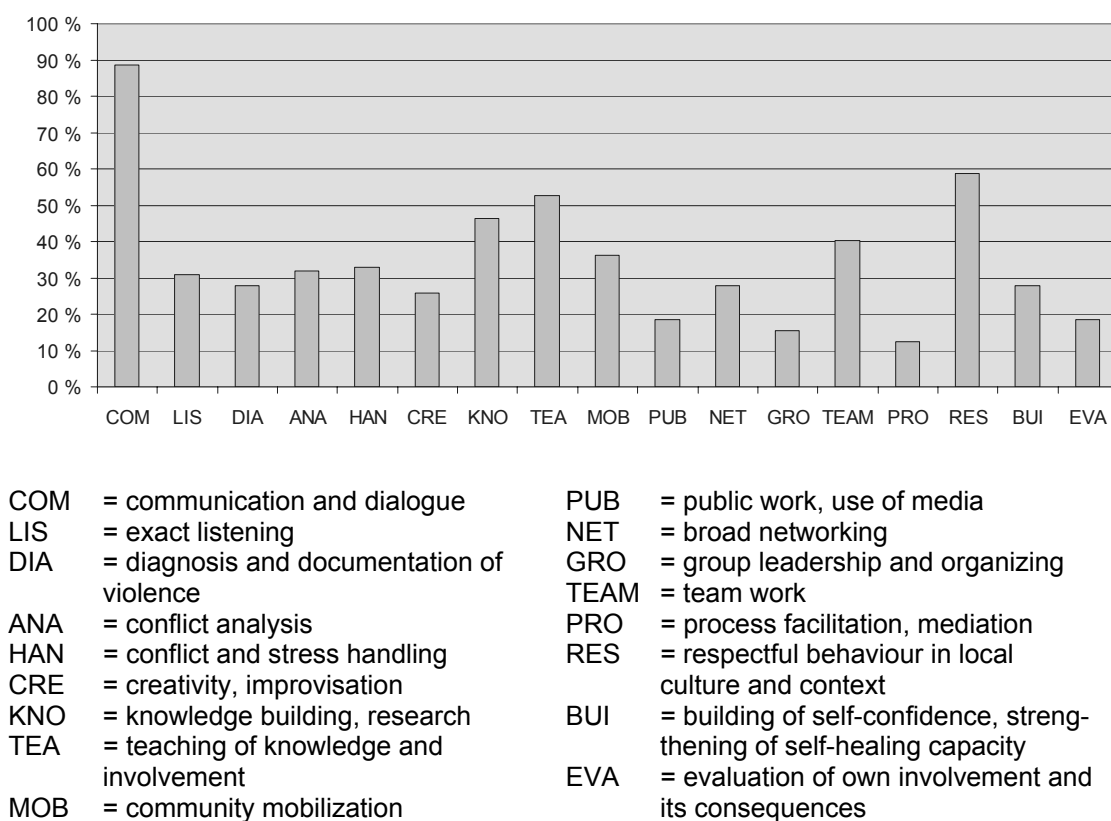 100 %
90 %
80 %
70 %
60 %
50 %
40 %
30 %
20 %
10 %
0 %
COM LIS DIA ANA HAN CRE KNO TEA MOB PUB NET GRO TEAM PRO RES BUI EVA
COM = communication and dialogue
LIS = exact listening
DIA = diagnosis and documentation of
violence
ANA = conflict analysis
HAN = conflict and stress handling
CRE = creativity, improvisation
KNO = knowledge building, research
TEA = teaching of knowledge and
involvement
MOB = community mobilization
PUB = public work, use of media
NET = broad networking
GRO = group leadership and organizing
TEAM = team work
PRO = process facilitation, mediation
RES = respectful behaviour in local
culture and context
BUI = building of self-confidence, streng-
thening of self-healing capacity
EVA = evaluation of own involvement and
its consequences